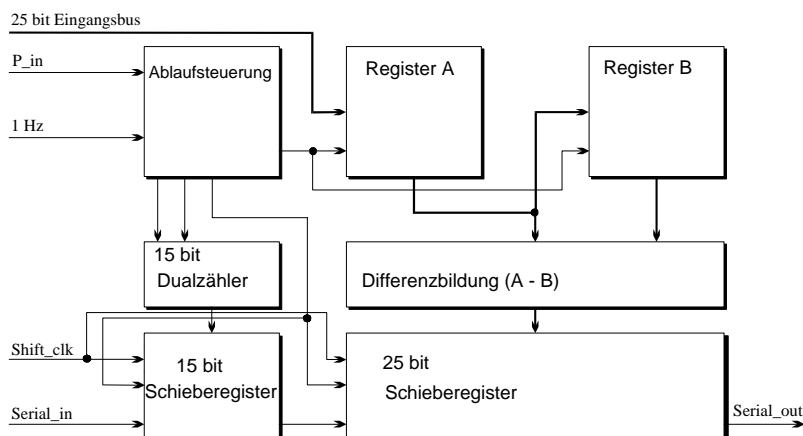 25 bit Eingangsbus
P_in
Ablaufsteuerung
Register A
Register B
1 Hz
15 bit
Dualzähler
Differenzbildung (A - B)
Shift_clk
15 bit
Schieberegister
25 bit
Schieberegister
Serial_in
Serial_out